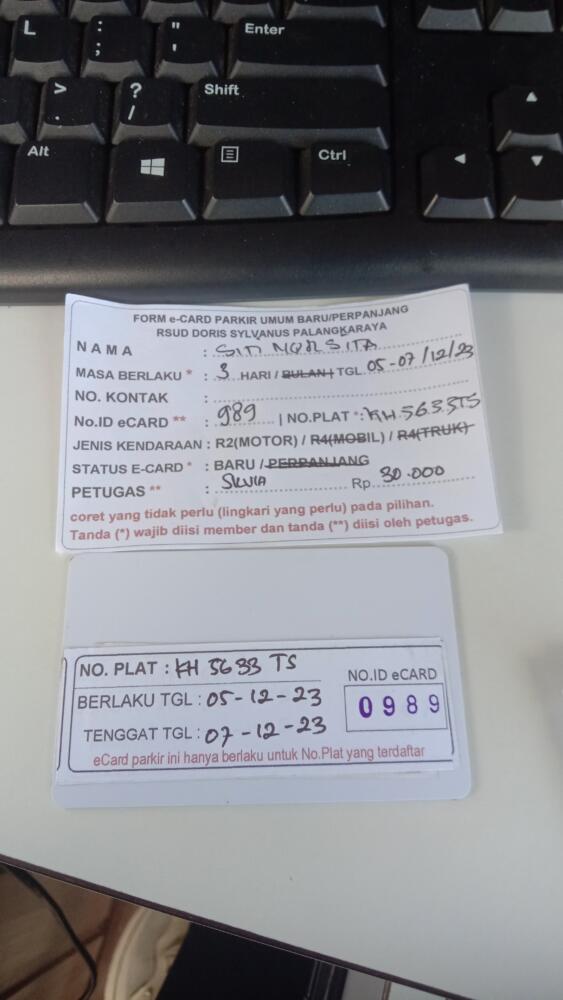 L : ; " ' Enter
> . ? / Shift
Alt Ctrl
FORM e-CARD PARKIR UMUM BARU/PERPANJANG
RSUD DORIS SYLVANUS PALANGKARAYA
NAMA : SITI NURSITA
MASA BERLAKU * : 3 HARI / BULAN TGL. 05-07/12/23
NO. KONTAK :
No.ID eCARD ** : 989 | NO.PLAT *: KH 5633TS
JENIS KENDARAAN : R2(MOTOR) / R4(MOBIL) / R4(TRUK)
STATUS E-CARD * : BARU / PERPANJANG
PETUGAS ** : SILVIA Rp. 30.000
coret yang tidak perlu (lingkari yang perlu) pada pilihan.
Tanda (*) wajib diisi member dan tanda (**) diisi oleh petugas.
NO. PLAT : KH 5633 TS
NO.ID eCARD
BERLAKU TGL : 05-12-23
0989
TENGGAT TGL : 07-12-23
eCard parkir ini hanya berlaku untuk No.Plat yang terdaftar